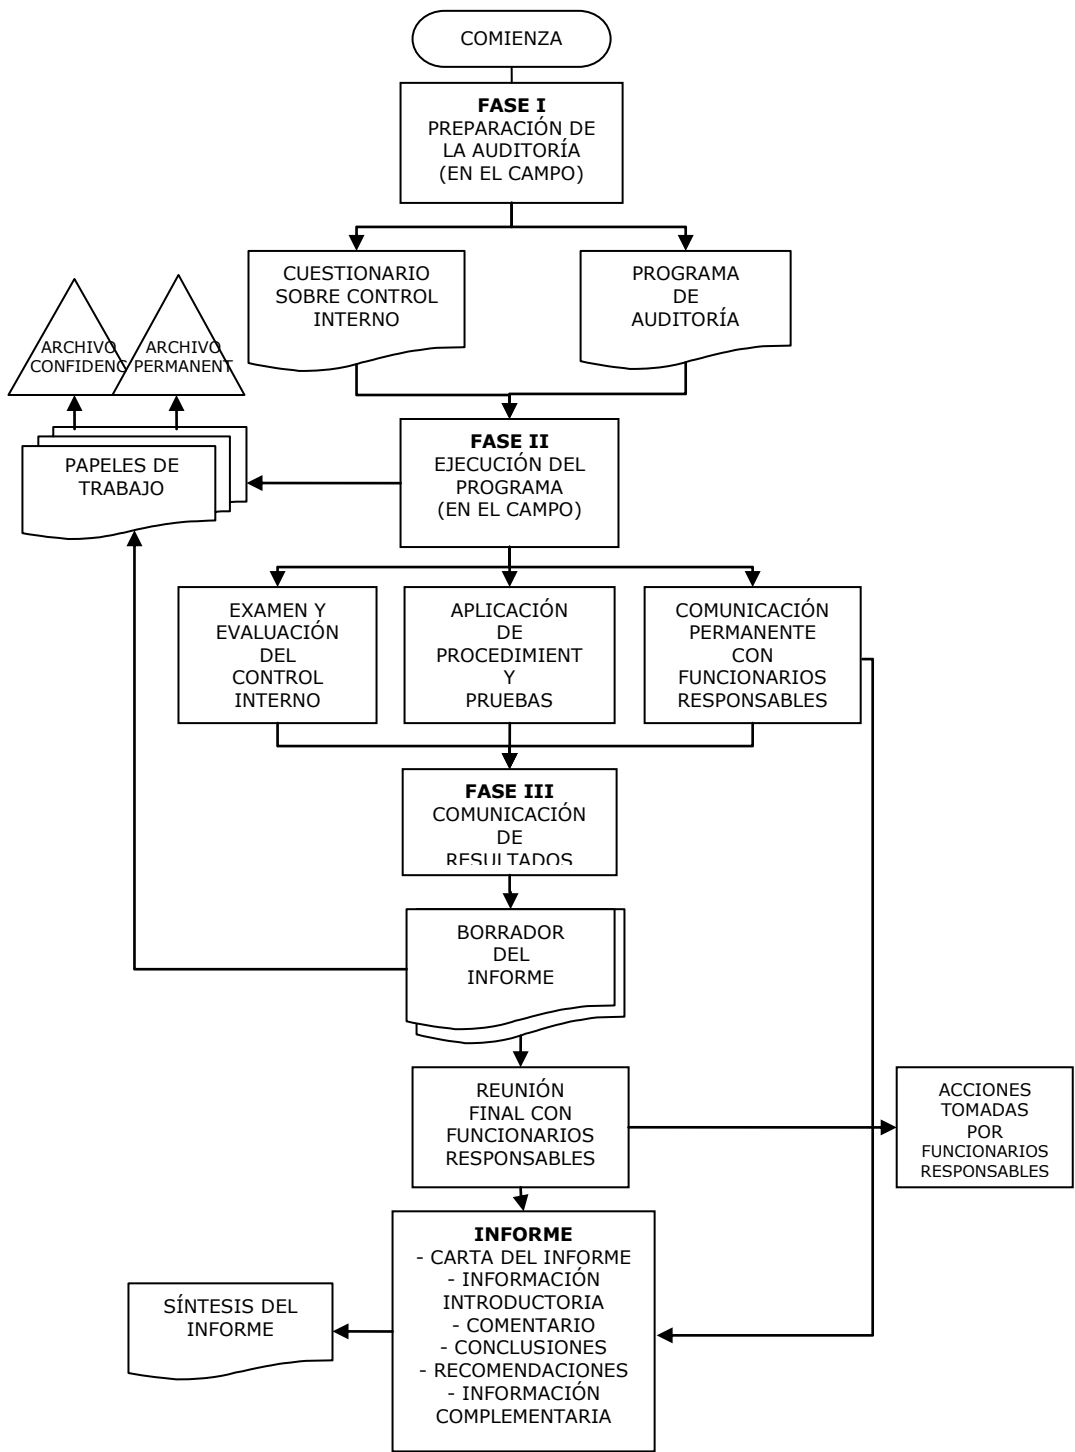 COMIENZA
FASE I
PREPARACIÓN DE
LA AUDITORÍA
(EN EL CAMPO)
CUESTIONARIO
SOBRE CONTROL
INTERNO
PROGRAMA
DE
AUDITORÍA
ARCHIVO
CONFIDENC
ARCHIVO
PERMANENT
PAPELES DE
TRABAJO
FASE II
EJECUCIÓN DEL
PROGRAMA
(EN EL CAMPO)
EXAMEN Y
EVALUACIÓN
DEL
CONTROL
INTERNO
APLICACIÓN
DE
PROCEDIMIENT
Y
PRUEBAS
COMUNICACIÓN
PERMANENTE
CON
FUNCIONARIOS
RESPONSABLES
FASE III
COMUNICACIÓN
DE
RESULTADOS
BORRADOR
DEL
INFORME
REUNIÓN
FINAL CON
FUNCIONARIOS
RESPONSABLES
ACCIONES
TOMADAS
POR
FUNCIONARIOS
RESPONSABLES
INFORME
- CARTA DEL INFORME
- INFORMACIÓN
INTRODUCTORIA
- COMENTARIO
- CONCLUSIONES
- RECOMENDACIONES
- INFORMACIÓN
COMPLEMENTARIA
SÍNTESIS DEL
INFORME